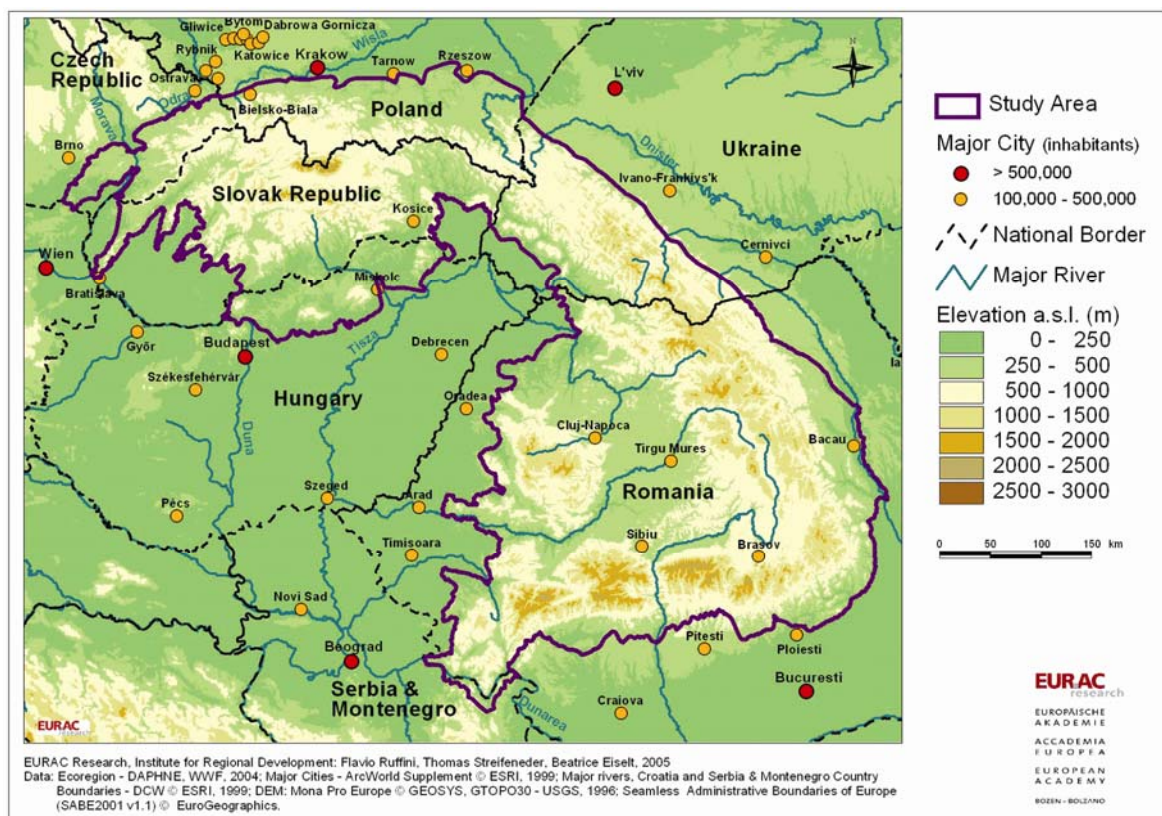 Gliwice
Bytom
Dabrowa Gornicza
Czech
Republic
Rybnik
Katowice
Krakow
Wisla
Tarnow
Rzeszow
L'viv
Ostrava
Odra
Bielsko-Biala
Poland
Morava
Brno
Dnister
Ukraine
Slovak Republic
Ivano-Frankivs'k
Kosice
Cernivci
Wien
Bratislava
Miskolc
Győr
Budapest
Tisza
Debrecen
Székesfehérvár
Hungary
Oradea
Duna
Cluj-Napoca
Tirgu Mures
Bacau
Szeged
Arad
Romania
Pécs
Timisoara
Sibiu
Brasov
Novi Sad
Beograd
Pitesti
Ploiesti
Serbia &
Montenegro
Bucuresti
Dunarea
Craiova
EURAC
research
Study Area
Major City (inhabitants)
> 500,000
100,000 - 500,000
National Border
Major River
Elevation a.s.l. (m)
0 - 250
250 - 500
500 - 1000
1000 - 1500
1500 - 2000
2000 - 2500
2500 - 3000
0 50 100 150 km
EURAC
research
EUROPÄISCHE
AKADEMIE
ACCADEMIA
EUROPEA
EUROPEAN
ACADEMY
BOZEN - BOLZANO
EURAC Research, Institute for Regional Development: Flavio Ruffini, Thomas Streifeneder, Beatrice Eiselt, 2005
Data: Ecoregion - DAPHNE, WWF, 2004; Major Cities - ArcWorld Supplement © ESRI, 1999; Major rivers, Croatia and Serbia & Montenegro Country
Boundaries - DCW © ESRI, 1999; DEM: Mona Pro Europe © GEOSYS, GTOPO30 - USGS, 1996; Seamless Administrative Boundaries of Europe
(SABE2001 v1.1) © EuroGeographics.